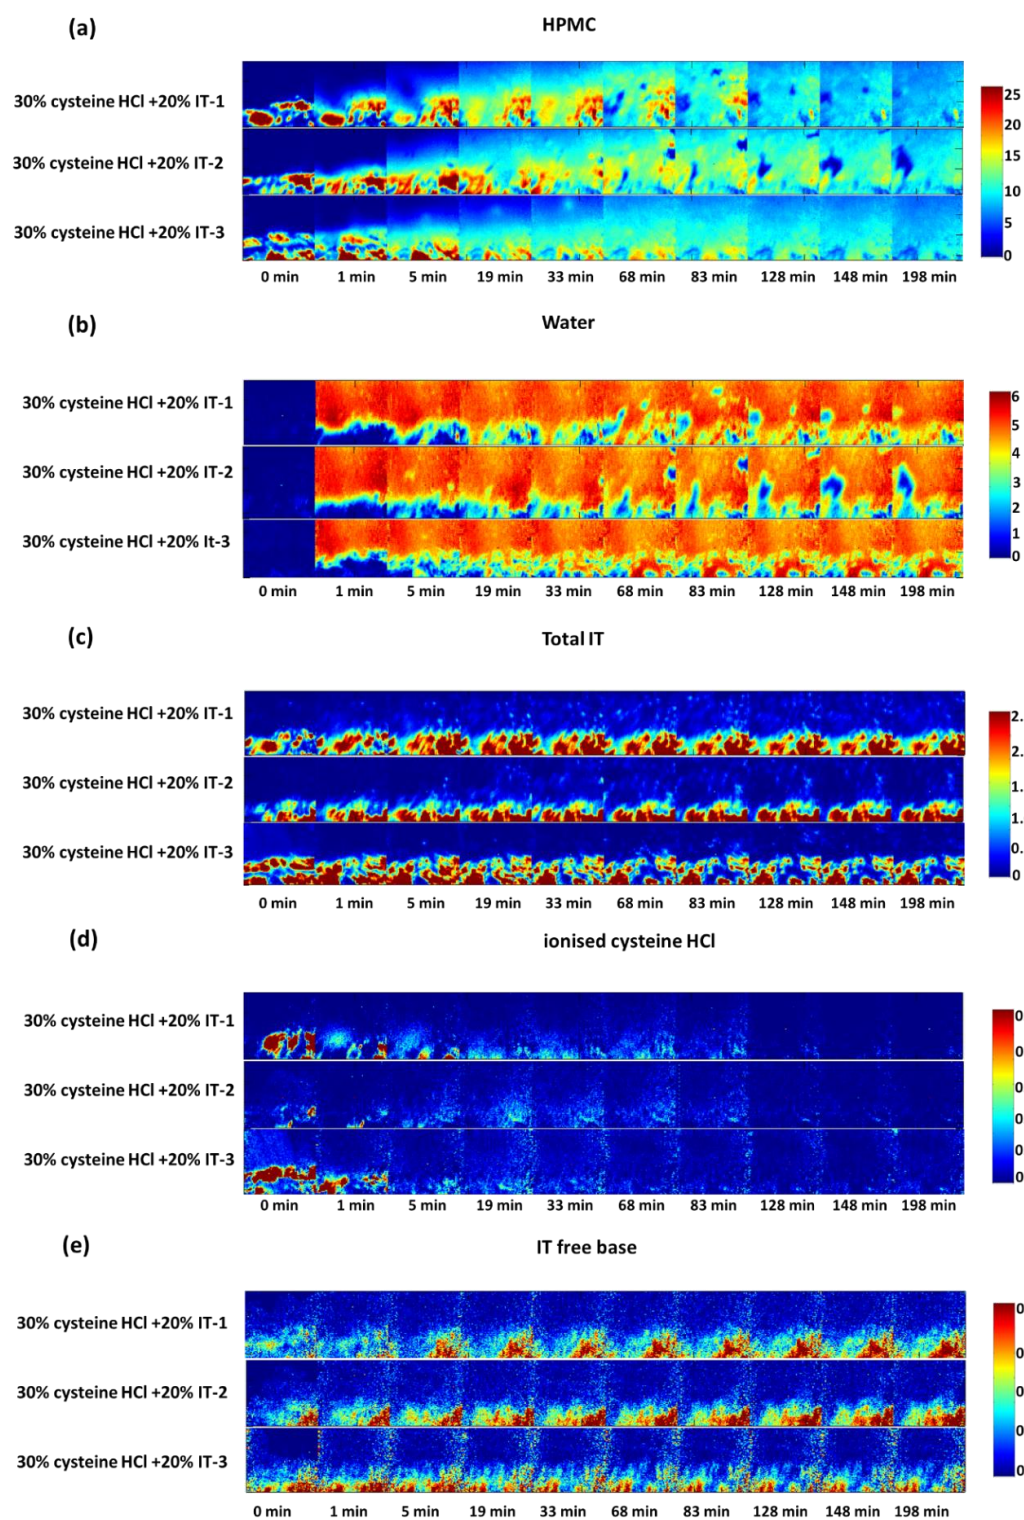 (a)
HPMC
30% cysteine HCl +20% IT-1
30% cysteine HCl +20% IT-2
30% cysteine HCl +20% IT-3
25
20
15
10
5
0
0 min 1 min 5 min 19 min 33 min 68 min 83 min 128 min 148 min 198 min
(b)
Water
30% cysteine HCl +20% IT-1
30% cysteine HCl +20% IT-2
30% cysteine HCl +20% It-3
6
5
4
3
2
1
0
0 min 1 min 5 min 19 min 33 min 68 min 83 min 128 min 148 min 198 min
(c)
Total IT
30% cysteine HCl +20% IT-1
30% cysteine HCl +20% IT-2
30% cysteine HCl +20% IT-3
2.
2.
1.
1.
0.
0
0 min 1 min 5 min 19 min 33 min 68 min 83 min 128 min 148 min 198 min
(d)
ionised cysteine HCl
30% cysteine HCl +20% IT-1
30% cysteine HCl +20% IT-2
30% cysteine HCl +20% IT-3
0
0
0
0
0
0 min 1 min 5 min 19 min 33 min 68 min 83 min 128 min 148 min 198 min
(e)
IT free base
30% cysteine HCl +20% IT-1
30% cysteine HCl +20% IT-2
30% cysteine HCl +20% IT-3
0
0
0
0
0
0 min 1 min 5 min 19 min 33 min 68 min 83 min 128 min 148 min 198 min